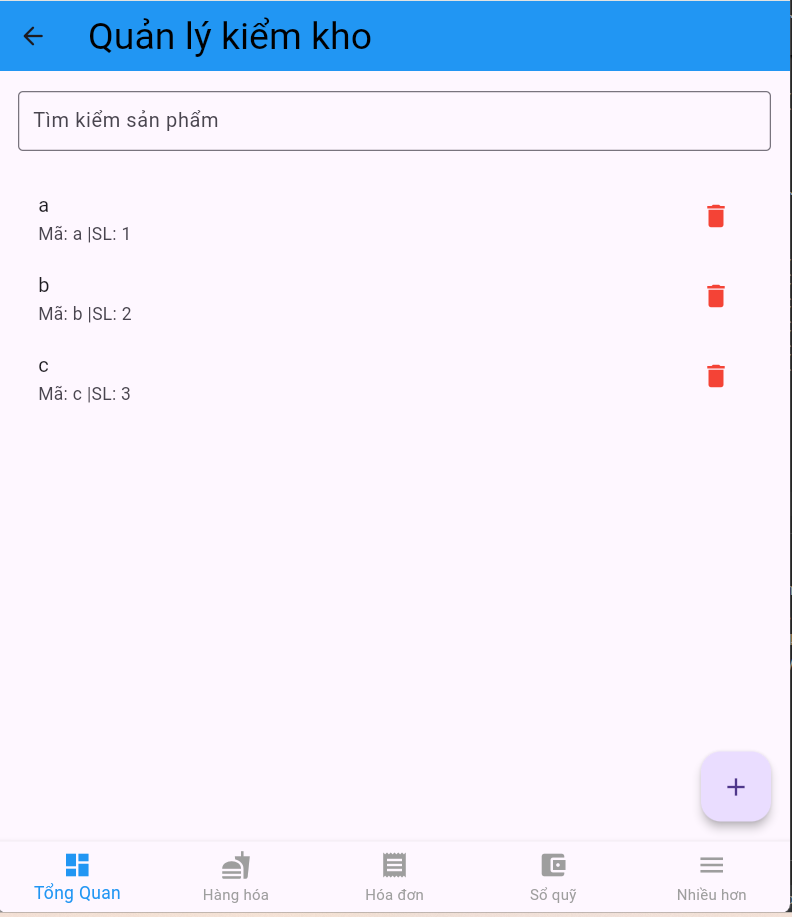 Quản lý kiểm kho
Tìm kiếm sản phẩm
a
Mã: a |SL: 1
b
Mã: b |SL: 2
c
Mã: c |SL: 3
Tổng Quan
Hàng hóa
Hóa đơn
Sổ quỹ
Nhiều hơn